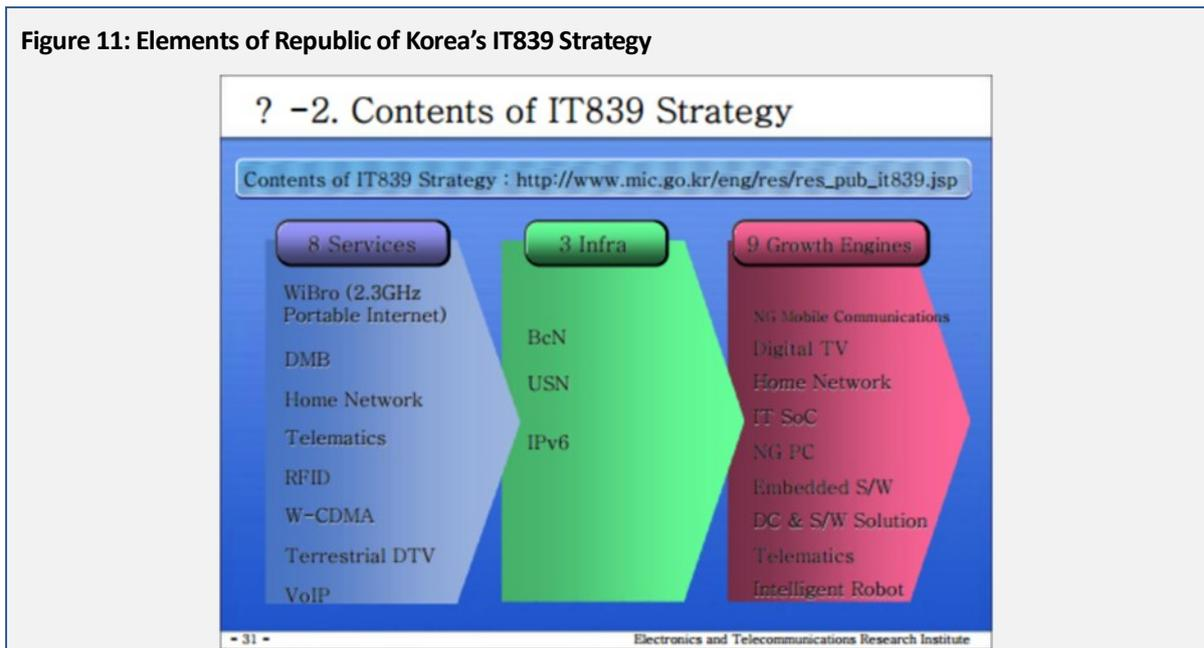 Figure 11: Elements of Republic of Korea's IT839 Strategy
? -2. Contents of IT839 Strategy
Contents of IT839 Strategy : http://www.mic.go.kr/eng/res/res_pub_it839.jsp
8 Services
WiBro (2.3GHz
Portable Internet)
DMB
Home Network
Telematics
RFID
W-CDMA
Terrestrial DTV
VoIP
3 Infra
BcN
USN
IPv6
9 Growth Engines
NG Mobile Communications
Digital TV
Home Network
IT SoC
NG PC
Embedded S/W
DC & S/W Solution
Telematics
Intelligent Robot
- 31 -
Electronics and Telecommunications Research Institute